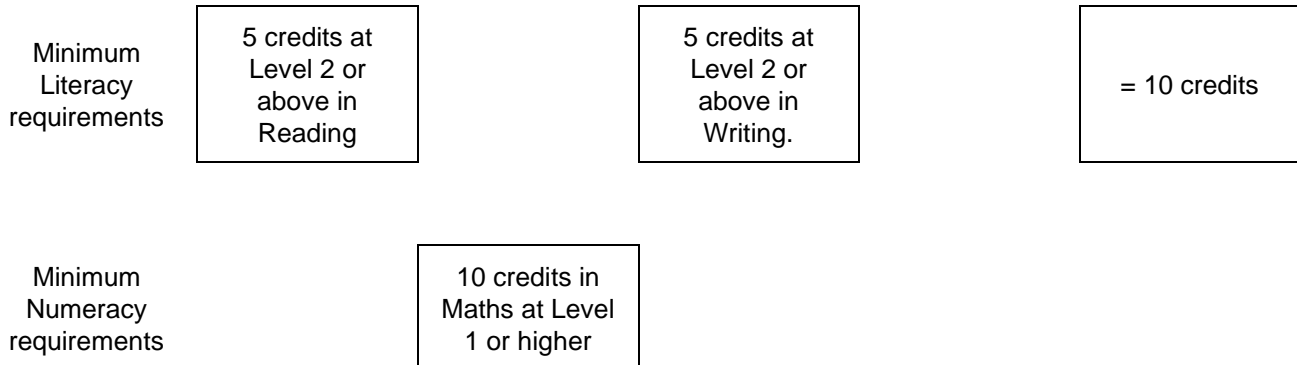 Minimum
Literacy
requirements
5 credits at
Level 2 or
above in
Reading
5 credits at
Level 2 or
above in
Writing.
= 10 credits
Minimum
Numeracy
requirements
10 credits in
Maths at Level
1 or higher